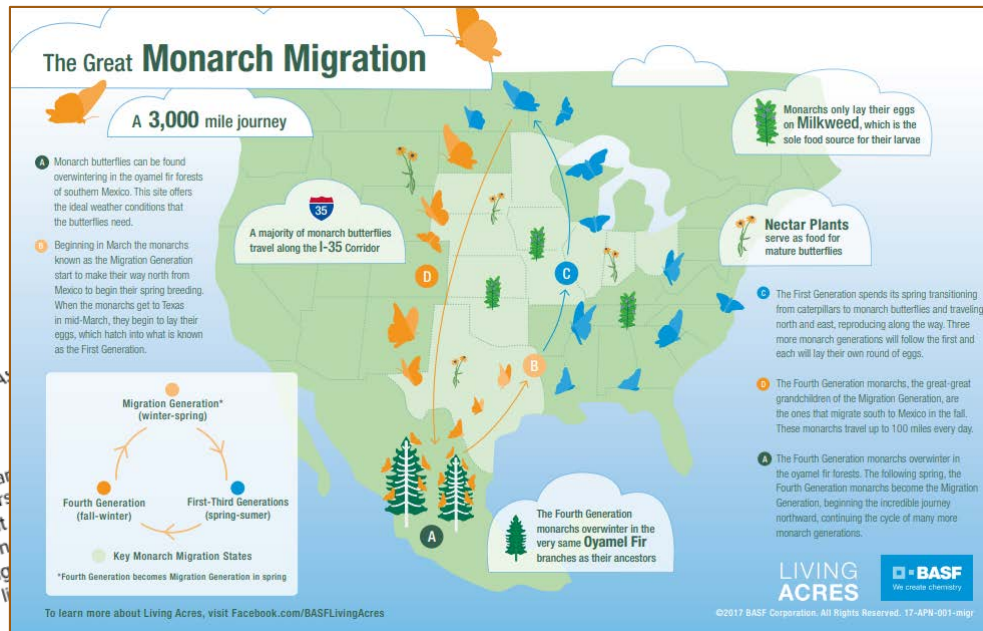 The Great Monarch Migration
A 3,000 mile journey
A
Monarch butterflies can be found
overwintering in the oyamel fir forests
of southern Mexico. This site offers
the ideal weather conditions that
the butterflies need.
B
Beginning in March the monarchs
known as the Migration Generation
start to make their way north from
Mexico to begin their spring breeding.
When the monarchs get to Texas
in mid-March, they begin to lay their
eggs, which hatch into what is known
as the First Generation.
35
A majority of monarch butterflies
travel along the I-35 Corridor
Monarchs only lay their eggs
on Milkweed, which is the
sole food source for their larvae
Nectar Plants
serve as food for
mature butterflies
D
C
B
A
C
The First Generation spends its spring transitioning
from caterpillars to monarch butterflies and traveling
north and east, reproducing along the way. Three
more monarch generations will follow the first and
each will lay their own round of eggs.
D
The Fourth Generation monarchs, the great-great
grandchildren of the Migration Generation, are
the ones that migrate south to Mexico in the fall.
These monarchs travel up to 100 miles every day.
A
The Fourth Generation monarchs overwinter in
the oyamel fir forests. The following spring, the
Fourth Generation monarchs become the Migration
Generation, beginning the incredible journey
northward, continuing the cycle of many more
monarch generations.
Migration Generation*
(winter-spring)
Fourth Generation
(fall-winter)
First-Third Generations
(spring-sumer)
Key Monarch Migration States
*Fourth Generation becomes Migration Generation in spring
The Fourth Generation
monarchs overwinter in the
very same Oyamel Fir
branches as their ancestors
LIVING
ACRES
BASF
We create chemistry
To learn more about Living Acres, visit Facebook.com/BASFLivingAcres
©2017 BASF Corporation. All Rights Reserved. 17-APN-001-migr